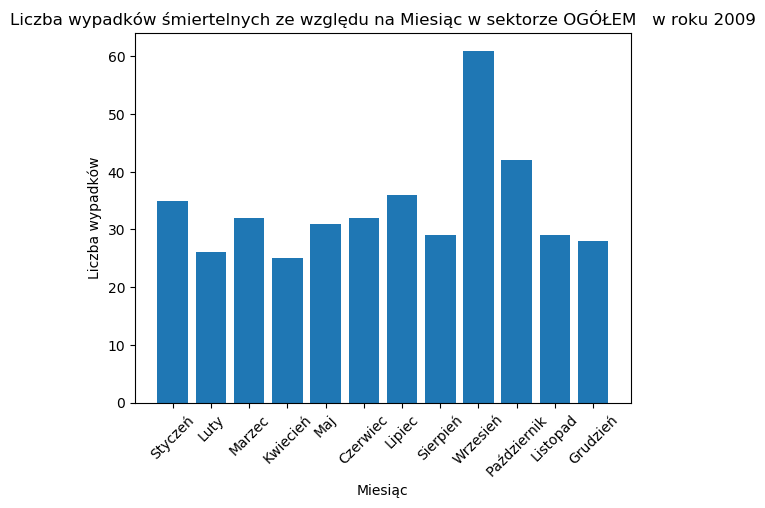 Liczba wypadków śmiertelnych ze względu na Miesiąc w sektorze OGÓŁEM   w roku 2009
Liczba wypadków
60
50
40
30
20
10
0
Styczeń
Luty
Marzec
Kwiecień
Maj
Czerwiec
Lipiec
Sierpień
Wrzesień
Październik
Listopad
Grudzień
Miesiąc